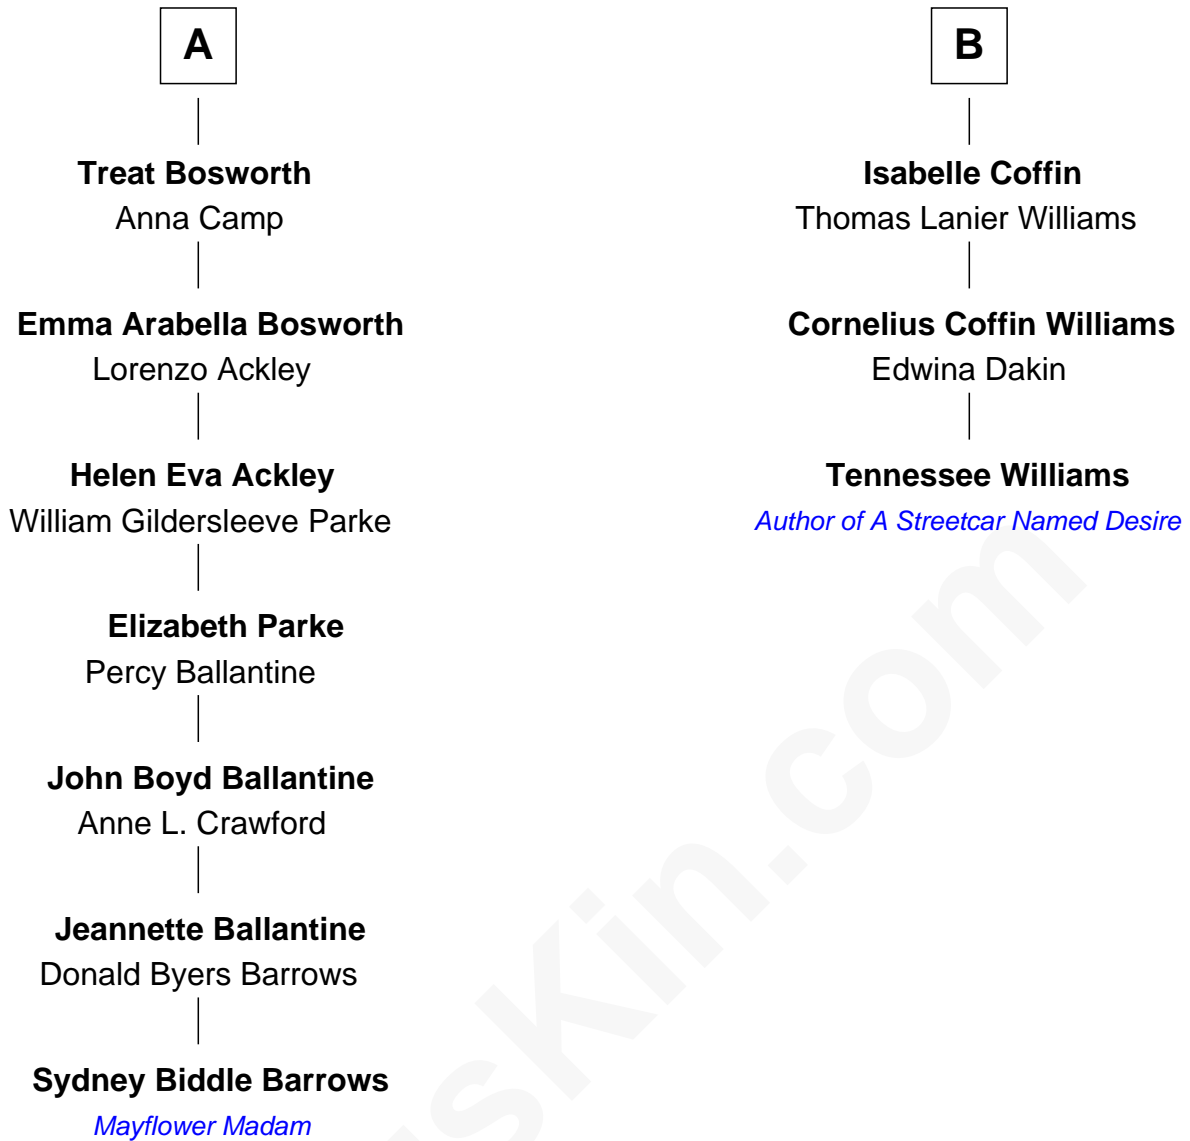 A
Treat Bosworth
Anna Camp
Emma Arabella Bosworth
Lorenzo Ackley
Helen Eva Ackley
William Gildersleeve Parke
Elizabeth Parke
Percy Ballantine
John Boyd Ballantine
Anne L. Crawford
Jeannette Ballantine
Donald Byers Barrows
Sydney Biddle Barrows
Mayflower Madam
B
Isabelle Coffin
Thomas Lanier Williams
Cornelius Coffin Williams
Edwina Dakin
Tennessee Williams
Author of A Streetcar Named Desire
usKin.com